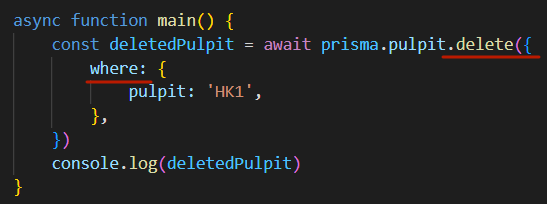 async function main() {
    const deletedPulpit = await prisma.pulpit.delete({
        where: {
            pulpit: 'HK1',
        },
    })
    console.log(deletedPulpit)
}